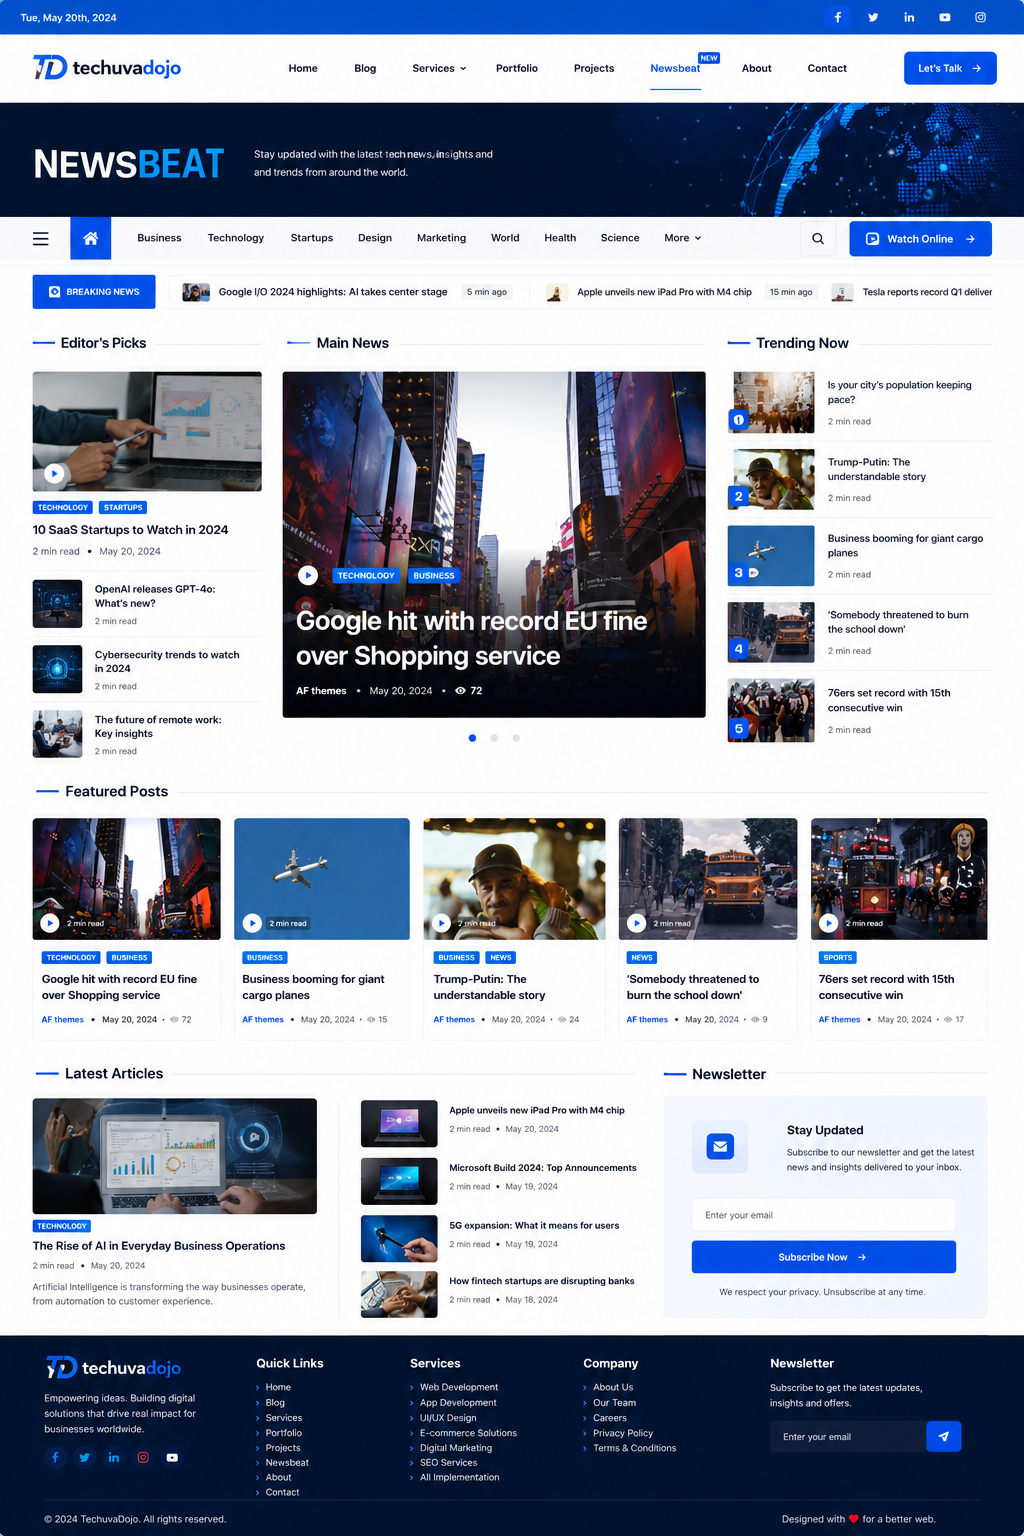 Tue, May 20th, 2024
TD techuvadojo
Home
Blog
Services
Portfolio
Projects
Newsbeat
NEW
About
Contact
Let's Talk →
NEWSBEAT
Stay updated with the latest tech news, insights and
and trends from around the world.
Business
Technology
Startups
Design
Marketing
World
Health
Science
More
Watch Online →
BREAKING NEWS
Google I/O 2024 highlights: AI takes center stage
5 min ago
Apple unveils new iPad Pro with M4 chip
15 min ago
Tesla reports record Q1 deliver
Editor's Picks
TECHNOLOGY
STARTUPS
10 SaaS Startups to Watch in 2024
2 min read • May 20, 2024
OpenAI releases GPT-4o:
What's new?
2 min read
Cybersecurity trends to watch
in 2024
2 min read
The future of remote work:
Key insights
2 min read
Main News
TECHNOLOGY
BUSINESS
Google hit with record EU fine
over Shopping service
AF themes • May 20, 2024 • 72
Trending Now
1
Is your city's population keeping
pace?
2 min read
2
Trump-Putin: The
understandable story
2 min read
3
Business booming for giant cargo
planes
2 min read
4
'Somebody threatened to burn
the school down'
2 min read
5
76ers set record with 15th
consecutive win
2 min read
Featured Posts
2 min read
TECHNOLOGY
BUSINESS
Google hit with record EU fine
over Shopping service
AF themes • May 20, 2024 • 72
2 min read
BUSINESS
Business booming for giant
cargo planes
AF themes • May 20, 2024 • 15
2 min read
BUSINESS
NEWS
Trump-Putin: The
understandable story
AF themes • May 20, 2024 • 24
2 min read
NEWS
'Somebody threatened to
burn the school down'
AF themes • May 20, 2024 • 9
2 min read
SPORTS
76ers set record with 15th
consecutive win
AF themes • May 20, 2024 • 17
Latest Articles
TECHNOLOGY
The Rise of AI in Everyday Business Operations
2 min read • May 20, 2024
Artificial Intelligence is transforming the way businesses operate,
from automation to customer experience.
Apple unveils new iPad Pro with M4 chip
2 min read • May 20, 2024
Microsoft Build 2024: Top Announcements
2 min read • May 19, 2024
5G expansion: What it means for users
2 min read • May 19, 2024
How fintech startups are disrupting banks
2 min read • May 18, 2024
Newsletter
Stay Updated
Subscribe to our newsletter and get the latest
news and insights delivered to your inbox.
Enter your email
Subscribe Now →
We respect your privacy. Unsubscribe at any time.
TD techuvadojo
Empowering ideas. Building digital
solutions that drive real impact for
businesses worldwide.
Quick Links
Home
Blog
Services
Portfolio
Projects
Newsbeat
About
Contact
Services
Web Development
App Development
UI/UX Design
E-commerce Solutions
Digital Marketing
SEO Services
All Implementation
Company
About Us
Our Team
Careers
Privacy Policy
Terms & Conditions
Newsletter
Subscribe to get the latest updates,
insights and offers.
Enter your email
© 2024 TechuvaDojo. All rights reserved.
Designed with ❤ for a better web.